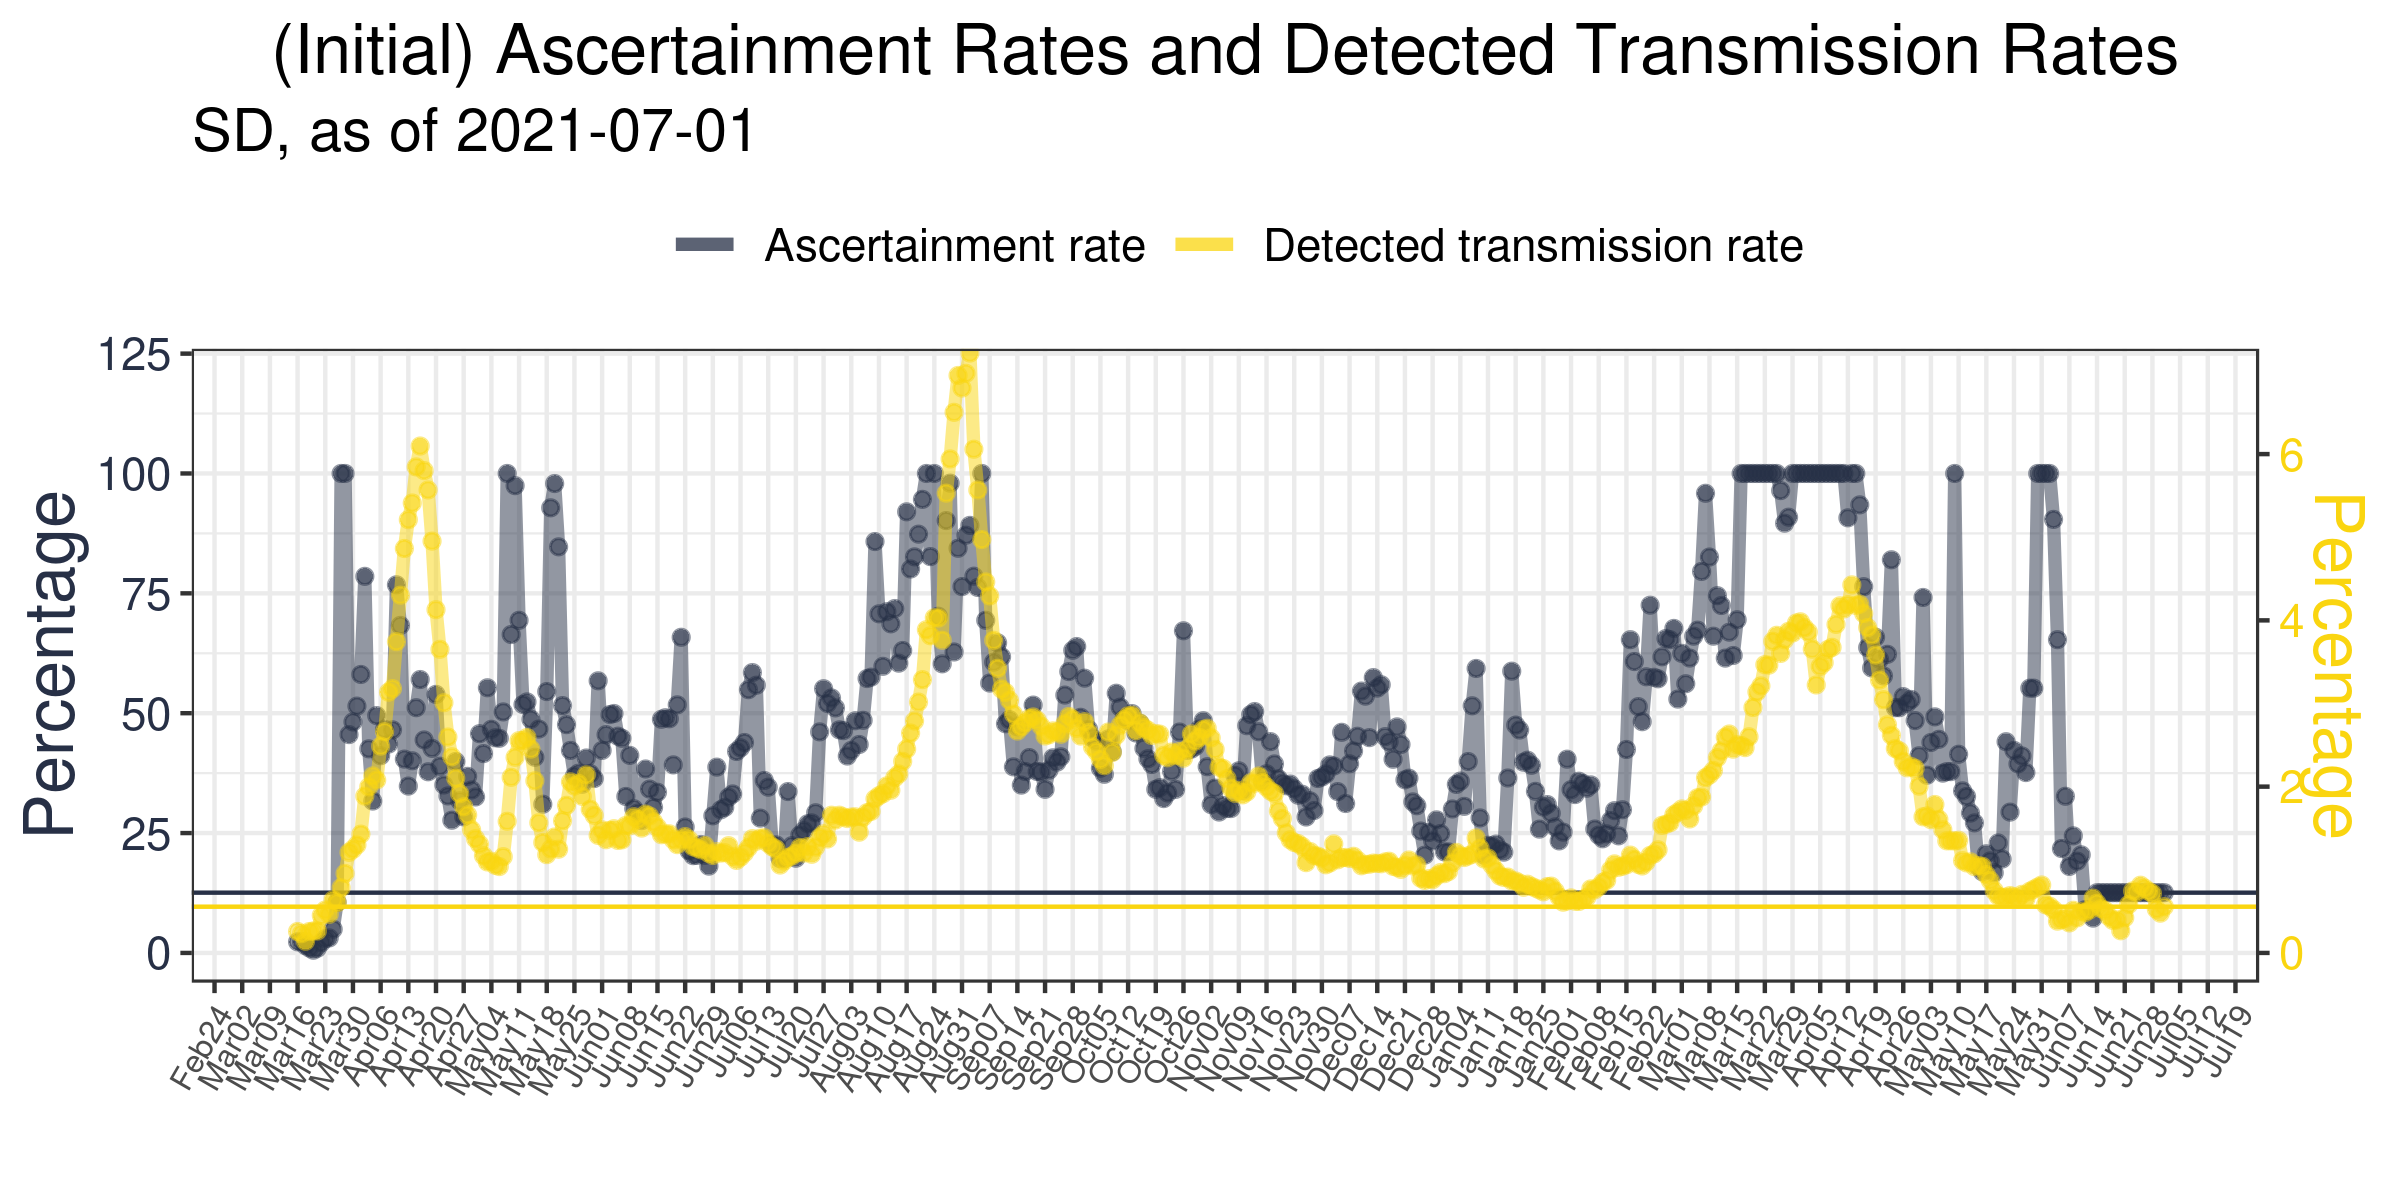 (Initial) Ascertainment Rates and Detected Transmission Rates
SD, as of 2021-07-01
Ascertainment rate
Detected transmission rate
125
100
75
50
25
0
Percentage
6
4
2
0
Percentage
Feb24
Mar02
Mar09
Mar16
Mar23
Mar30
Apr06
Apr13
Apr20
Apr27
May04
May11
May18
May25
Jun01
Jun08
Jun15
Jun22
Jun29
Jul06
Jul13
Jul20
Jul27
Aug03
Aug10
Aug17
Aug24
Aug31
Sep07
Sep14
Sep21
Sep28
Oct05
Oct12
Oct19
Oct26
Nov02
Nov09
Nov16
Nov23
Nov30
Dec07
Dec14
Dec21
Dec28
Jan04
Jan11
Jan18
Jan25
Feb01
Feb08
Feb15
Feb22
Mar01
Mar08
Mar15
Mar22
Mar29
Apr05
Apr12
Apr19
Apr26
May03
May10
May17
May24
May31
Jun07
Jun14
Jun21
Jun28
Jul05
Jul12
Jul19